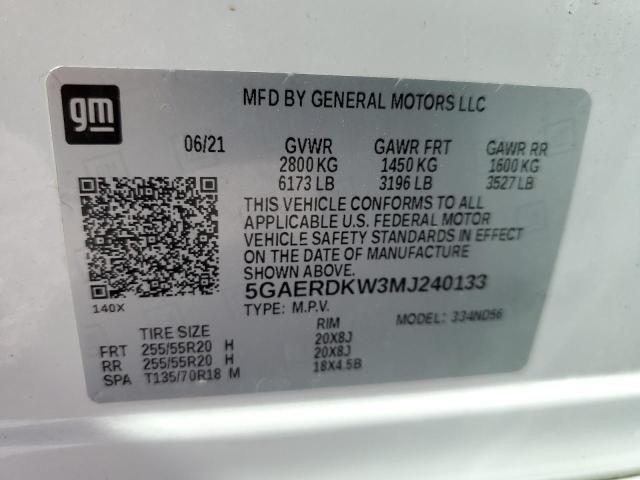 gm
MFD BY GENERAL MOTORS LLC
06/21 GVWR GAWR FRT GAWR RR
2800 KG 1450 KG 1600 KG
6173 LB 3196 LB 3527 LB
THIS VEHICLE CONFORMS TO ALL
APPLICABLE U.S. FEDERAL MOTOR
VEHICLE SAFETY STANDARDS IN EFFECT
ON THE DATE OF MANUFACTURE
SHOWN ABOVE.
5GAERDKW3MJ240133
140X
TYPE: M.P.V. MODEL: 334ND56
TIRE SIZE RIM
FRT 255/55R20 H 20X8J
RR 255/55R20 H 20X8J
SPA T135/70R18 M 18X4.5B